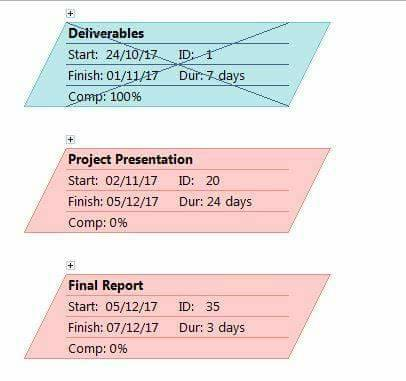 Deliverables
Start: 24/10/17 ID: 1
Finish: 01/11/17 Dur: 7 days
Comp: 100%
Project Presentation
Start: 02/11/17 ID: 20
Finish: 05/12/17 Dur: 24 days
Comp: 0%
Final Report
Start: 05/12/17 ID: 35
Finish: 07/12/17 Dur: 3 days
Comp: 0%